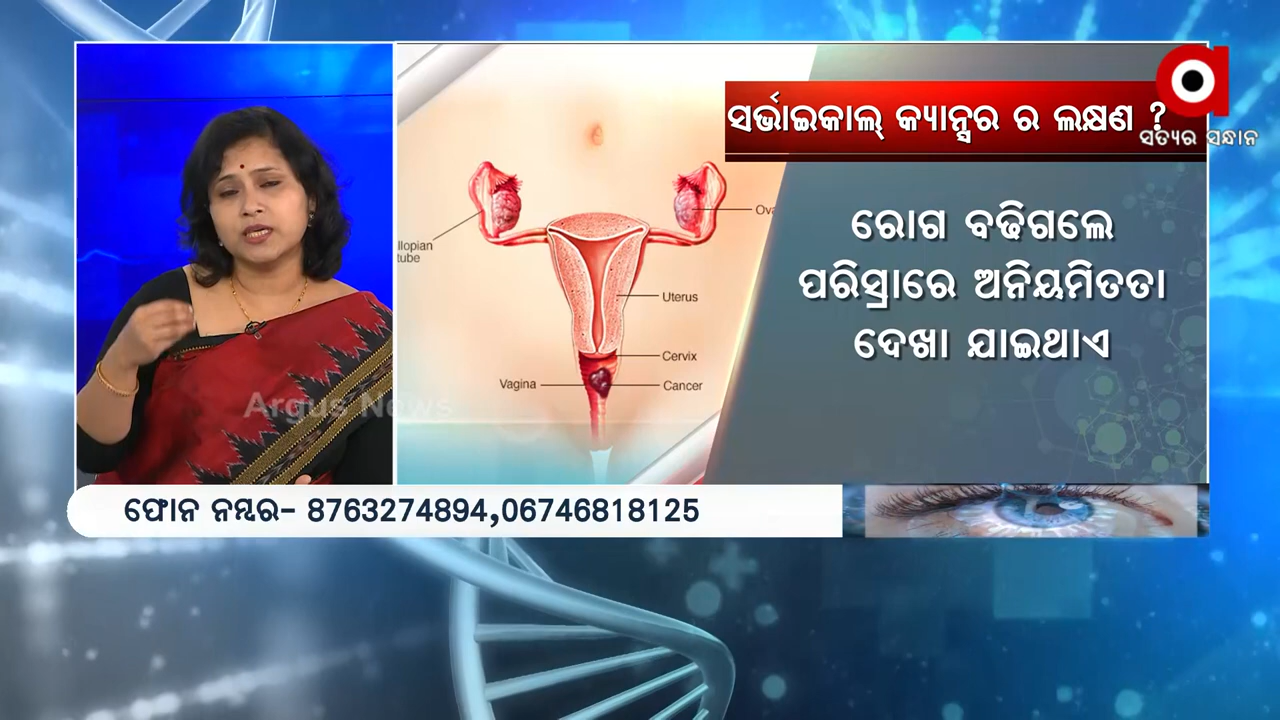 ସର୍ଭାଇକାଲ୍ କ୍ୟାନ୍ସର ର ଲକ୍ଷଣ ?
ସତ୍ୟର ସନ୍ଧାନ
ରୋଗ ବଢିଗଲେ
ପରିସ୍ରାରେ ଅନିୟମିତତା
ଦେଖା ଯାଇଥାଏ
llopian
tube
Ova
Uterus
Cervix
Vagina
Cancer
Argus News
ଫୋନ ନମ୍ବର- 8763274894,06746818125